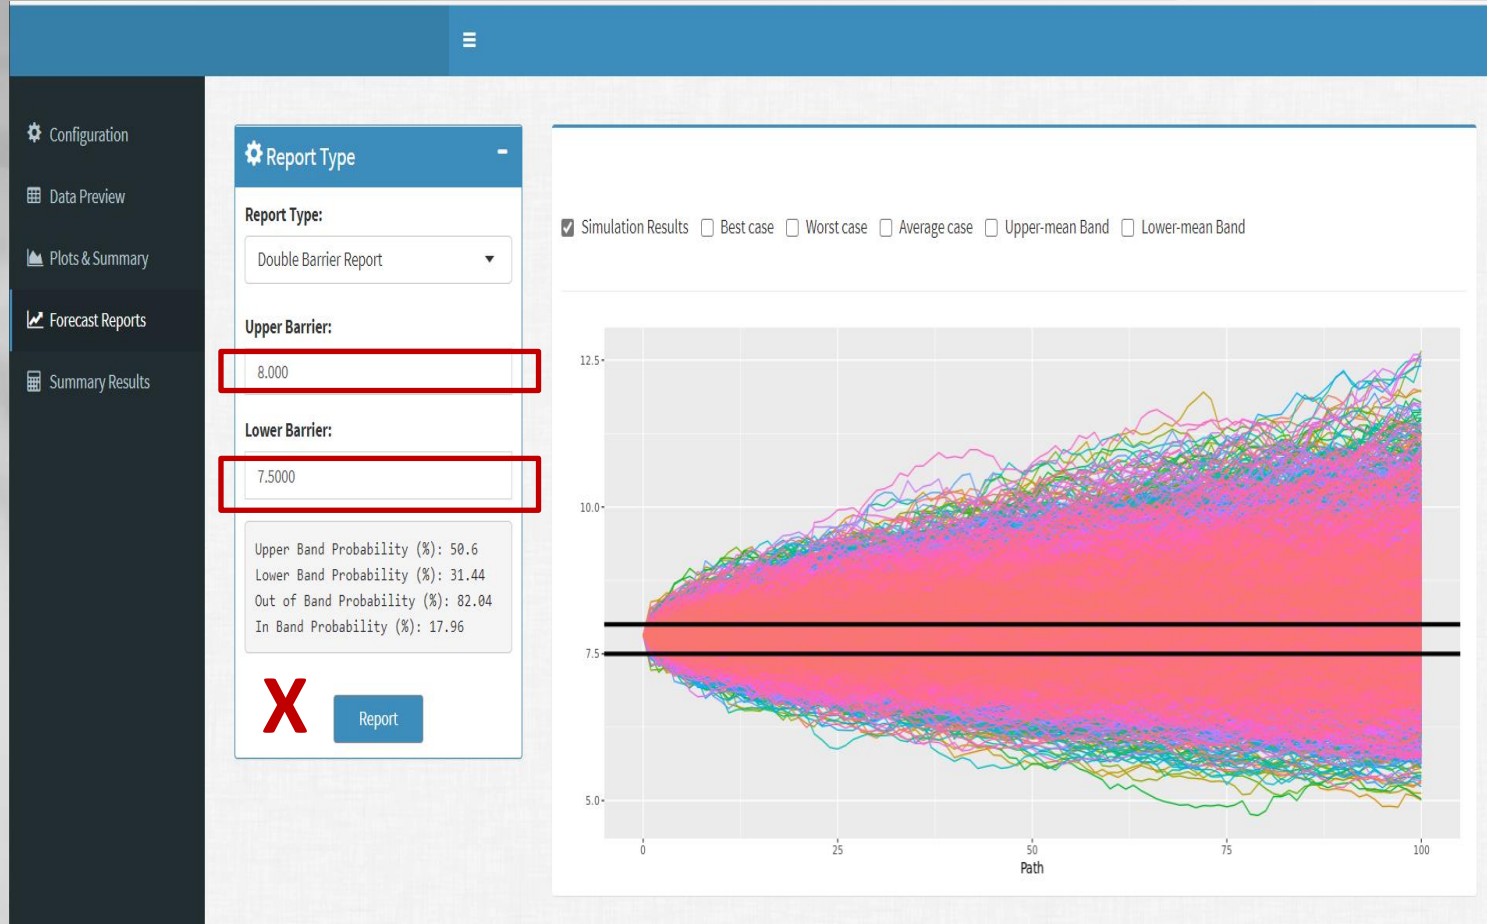 Configuration
Data Preview
Plots & Summary
Forecast Reports
Summary Results
Report Type
Report Type:
Double Barrier Report
Upper Barrier:
8.000
Lower Barrier:
7.5000
Upper Band Probability (%): 50.6
Lower Band Probability (%): 31.44
Out of Band Probability (%): 82.04
In Band Probability (%): 17.96
X
Report
Simulation Results Best case Worst case Average case Upper-mean Band Lower-mean Band
12.5
10.0
7.5
5.0
0 25 50 75 100
Path